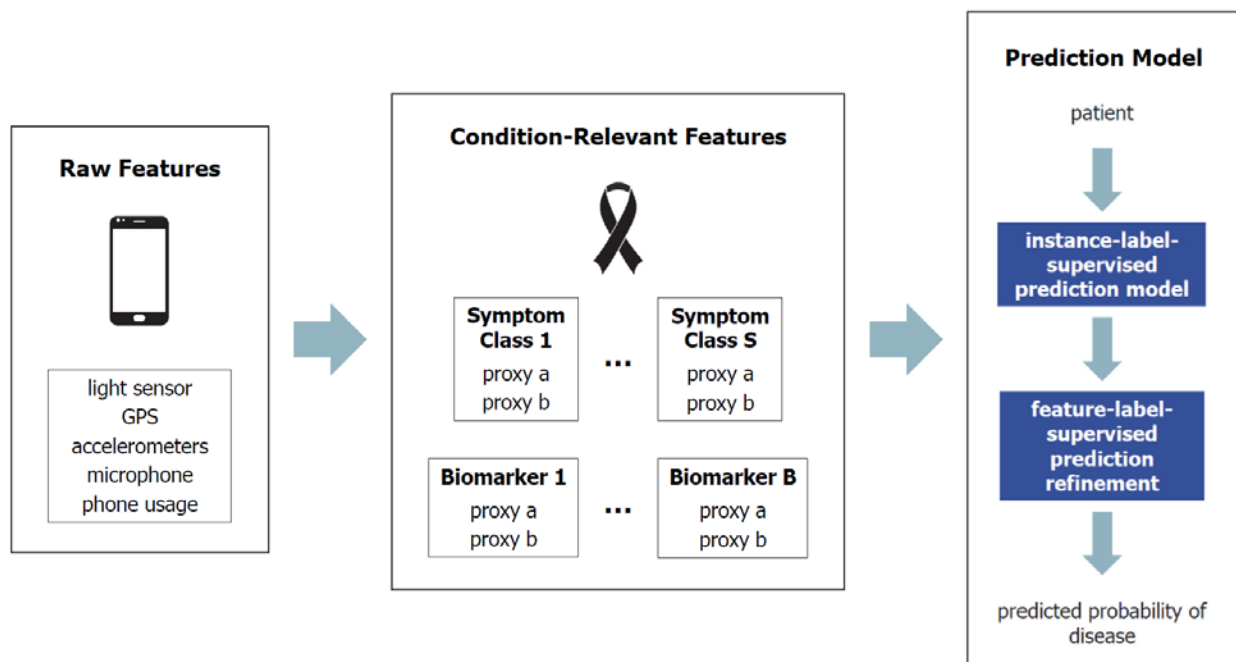 Raw Features
light sensor
GPS
accelerometers
microphone
phone usage
Condition-Relevant Features
Symptom
Class 1
proxy a
proxy b
...
Symptom
Class S
proxy a
proxy b
Biomarker 1
proxy a
proxy b
...
Biomarker B
proxy a
proxy b
Prediction Model
patient
instance-label-
supervised
prediction model
feature-label-
supervised
prediction
refinement
predicted probability of
disease